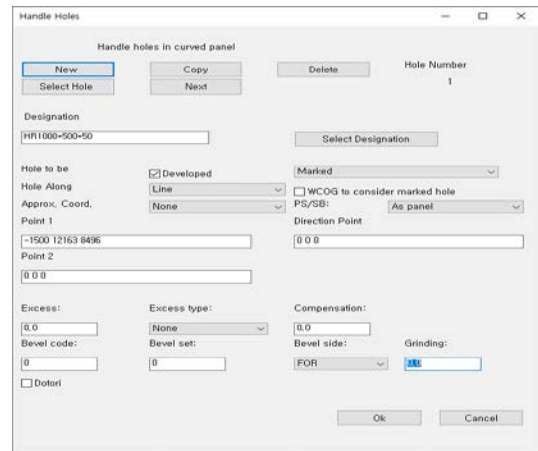 Handle Holes
Handle holes in curved panel
New Copy Delete Hole Number
Select Hole Next 1
Designation
HR1000*500*50 Select Designation
Hole to be Developed Marked
Hole Along Line WCOG to consider marked hole
Approx, Coord, None PS/SB: As panel
Point 1 Direction Point
-1500 12163 8496 0 0 0
Point 2
0 0 0
Excess: Excess type: Compensation:
0,0 None 0,0
Bevel code: Bevel set: Bevel side: Grinding:
0 0 FOR 0,0
Dotori
Ok Cancel